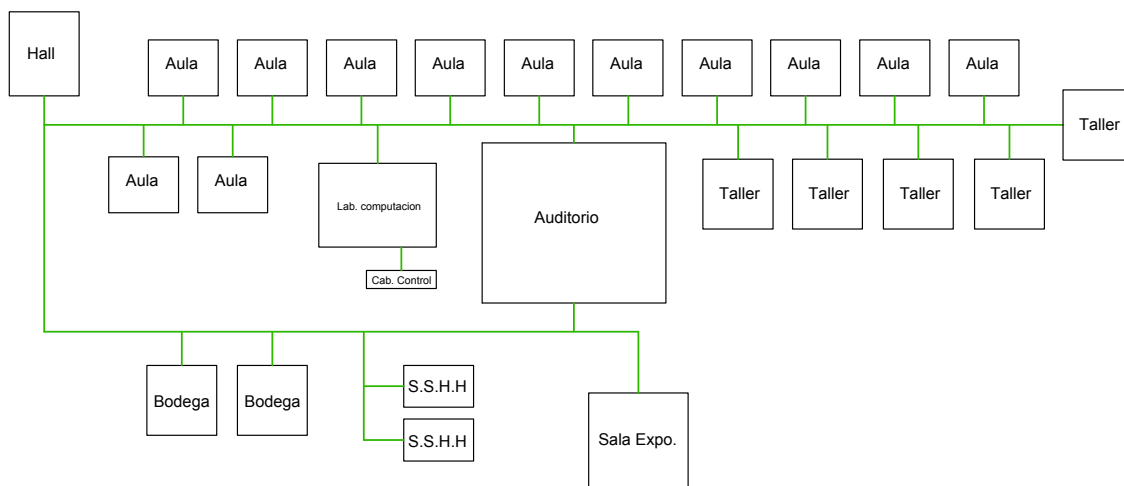 Hall
Aula
Aula
Aula
Aula
Aula
Aula
Aula
Aula
Aula
Aula
Taller
Aula
Aula
Lab. computacion
Auditorio
Taller
Taller
Taller
Taller
Cab. Control
Bodega
Bodega
S.S.H.H
S.S.H.H
Sala Expo.